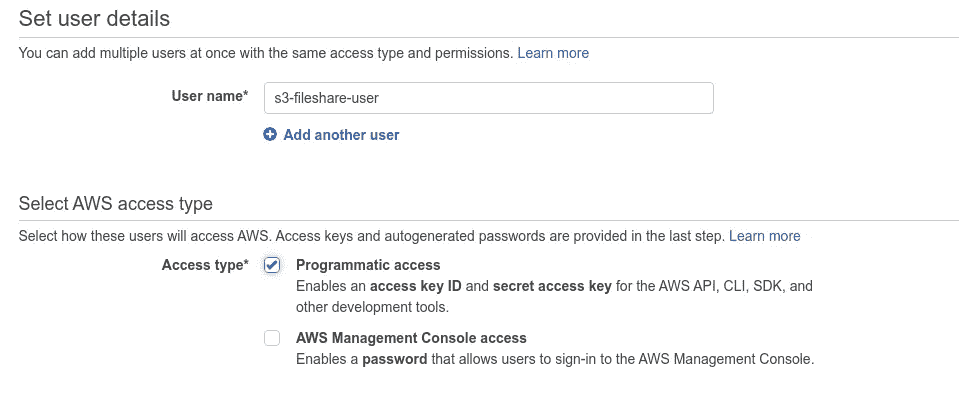 Set user details
You can add multiple users at once with the same access type and permissions. Learn more
User name* s3-fileshare-user
Add another user
Select AWS access type
Select how these users will access AWS. Access keys and autogenerated passwords are provided in the last step. Learn more
Access type* Programmatic access
Enables an access key ID and secret access key for the AWS API, CLI, SDK, and
other development tools.
AWS Management Console access
Enables a password that allows users to sign-in to the AWS Management Console.